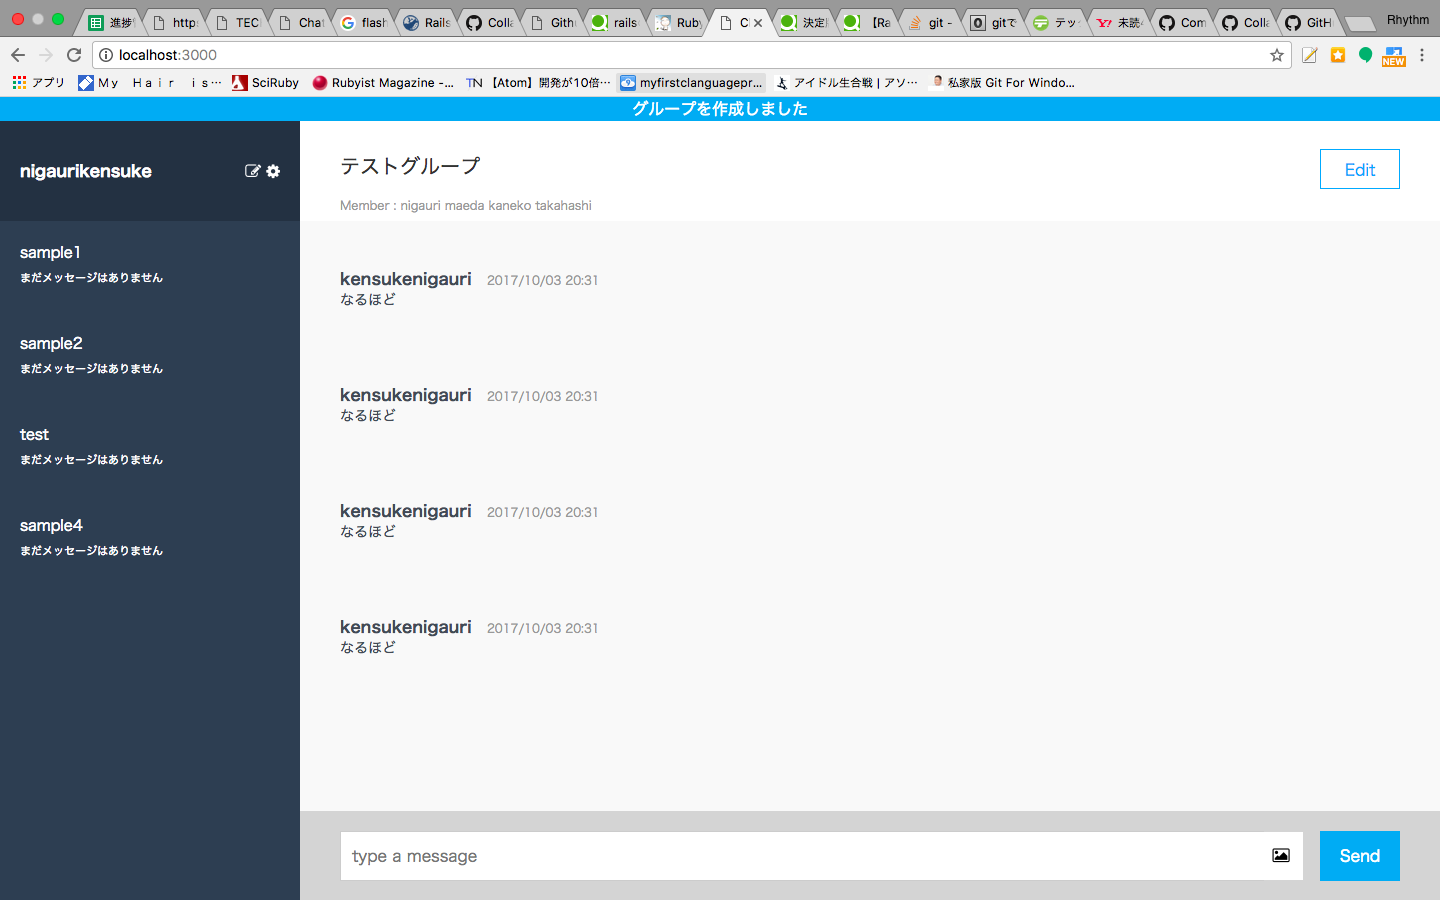 進捗 https TEC Chat flash Rails Colla Githu rails Ruby C 決定 【Ra git - gitで テッ 未読 Com Colla GitH Rhythm
localhost:3000
アプリ Ｍｙ Ｈａｉｒ ｉｓ… SciRuby Rubyist Magazine -... TN 【Atom】開発が10倍… myfirstclanguagepr... アイドル生合戦 | アソ… 私家版 Git For Windo... NEW
グループを作成しました
nigaurikensuke
sample1
まだメッセージはありません
sample2
まだメッセージはありません
test
まだメッセージはありません
sample4
まだメッセージはありません
テストグループ
Edit
Member : nigauri maeda kaneko takahashi
kensukenigauri 2017/10/03 20:31
なるほど
kensukenigauri 2017/10/03 20:31
なるほど
kensukenigauri 2017/10/03 20:31
なるほど
kensukenigauri 2017/10/03 20:31
なるほど
type a message
Send